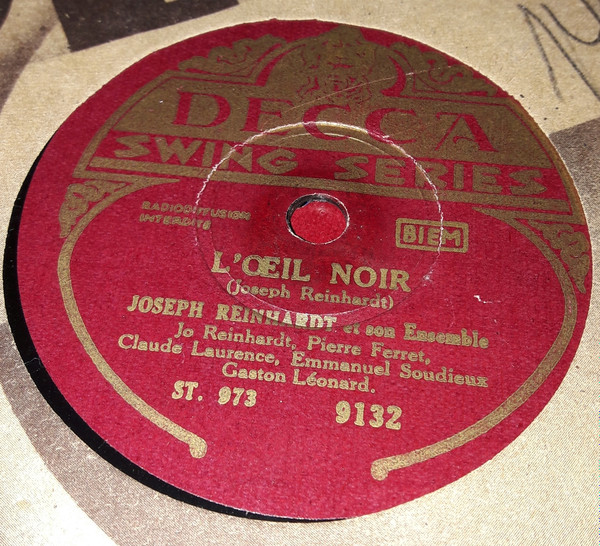 DECCA
SWING SERIES
RADIODIFUSION
INTERDITE
BIEM
L'ŒIL NOIR
(Joseph Reinhardt)
JOSEPH REINHARDT et son Ensemble
Jo Reinhardt, Pierre Ferret,
Claude Laurence, Emmanuel Soudieux
Gaston Léonard.
ST. 973
9132